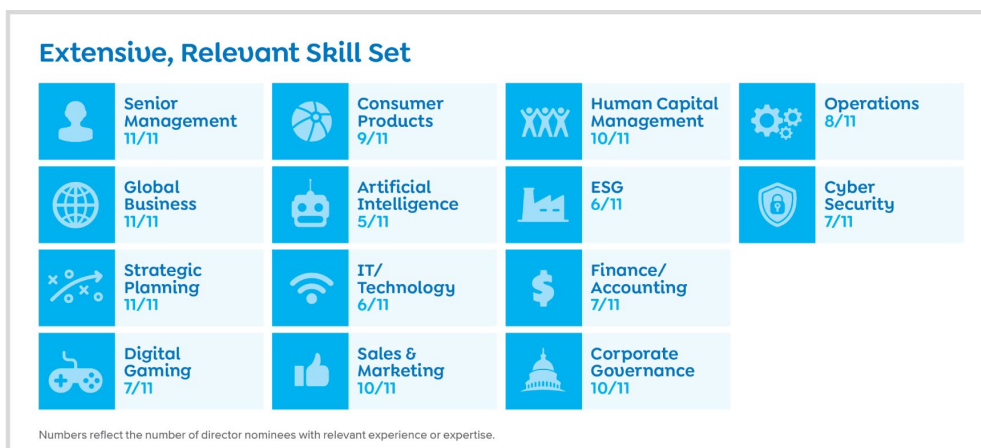 Extensive, Relevant Skill Set
Senior
Management
11/11
Consumer
Products
9/11
Human Capital
Management
10/11
Operations
8/11
Global
Business
11/11
Artificial
Intelligence
5/11
ESG
6/11
Cyber
Security
7/11
Strategic
Planning
11/11
IT/
Technology
6/11
Finance/
Accounting
7/11
Digital
Gaming
7/11
Sales &
Marketing
10/11
Corporate
Governance
10/11
Numbers reflect the number of director nominees with relevant experience or expertise.